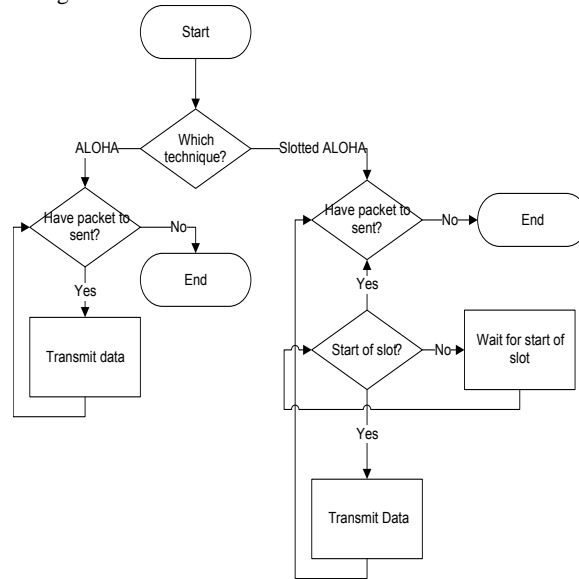 Start
Which
technique?
ALOHA
Slotted ALOHA
Have packet to
sent?
No
End
Yes
Transmit data
Have packet to
sent?
No
End
Yes
Start of slot?
No
Wait for start of
slot
Yes
Transmit Data